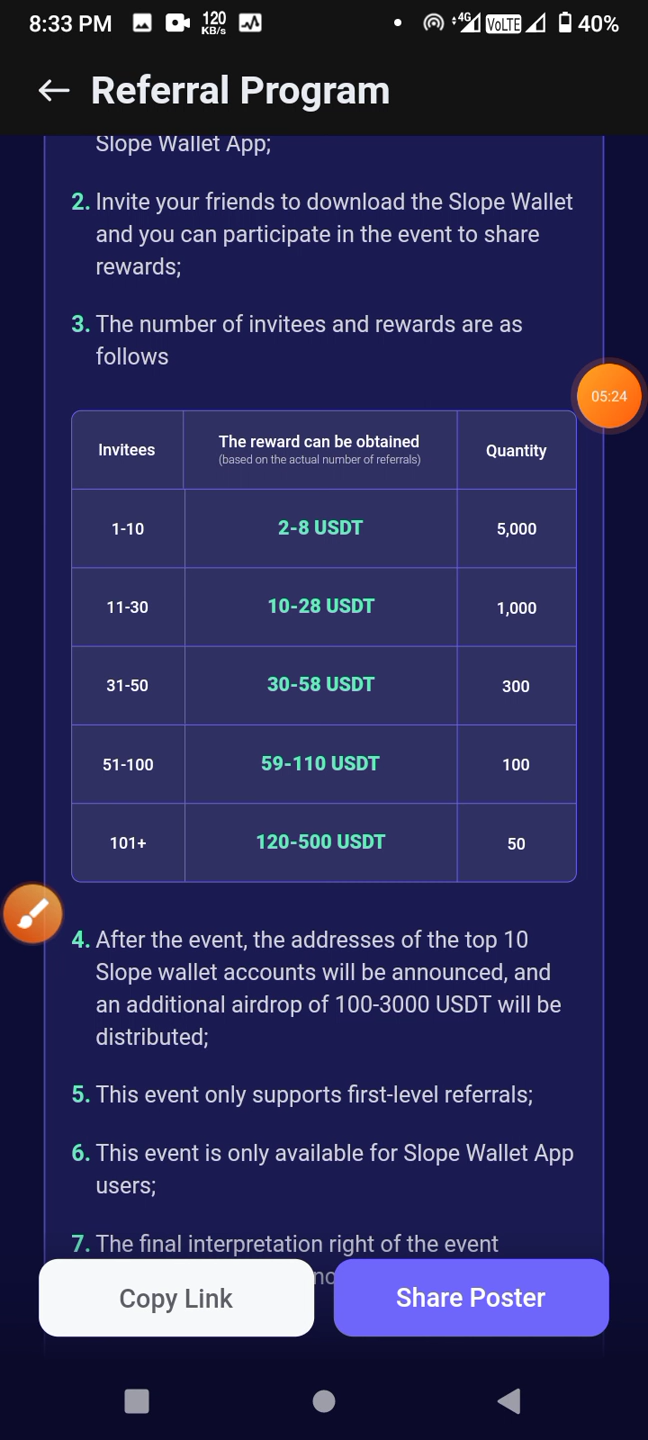 8:33 PM 120 KB/s 4G VoLTE 40%
Referral Program
Slope Wallet App;
2. Invite your friends to download the Slope Wallet
and you can participate in the event to share
rewards;
3. The number of invitees and rewards are as
follows
05:24
Invitees The reward can be obtained Quantity
(based on the actual number of referrals)
1-10 2-8 USDT 5,000
11-30 10-28 USDT 1,000
31-50 30-58 USDT 300
51-100 59-110 USDT 100
101+ 120-500 USDT 50
4. After the event, the addresses of the top 10
Slope wallet accounts will be announced, and
an additional airdrop of 100-3000 USDT will be
distributed;
5. This event only supports first-level referrals;
6. This event is only available for Slope Wallet App
users;
7. The final interpretation right of the event
Copy Link Share Poster